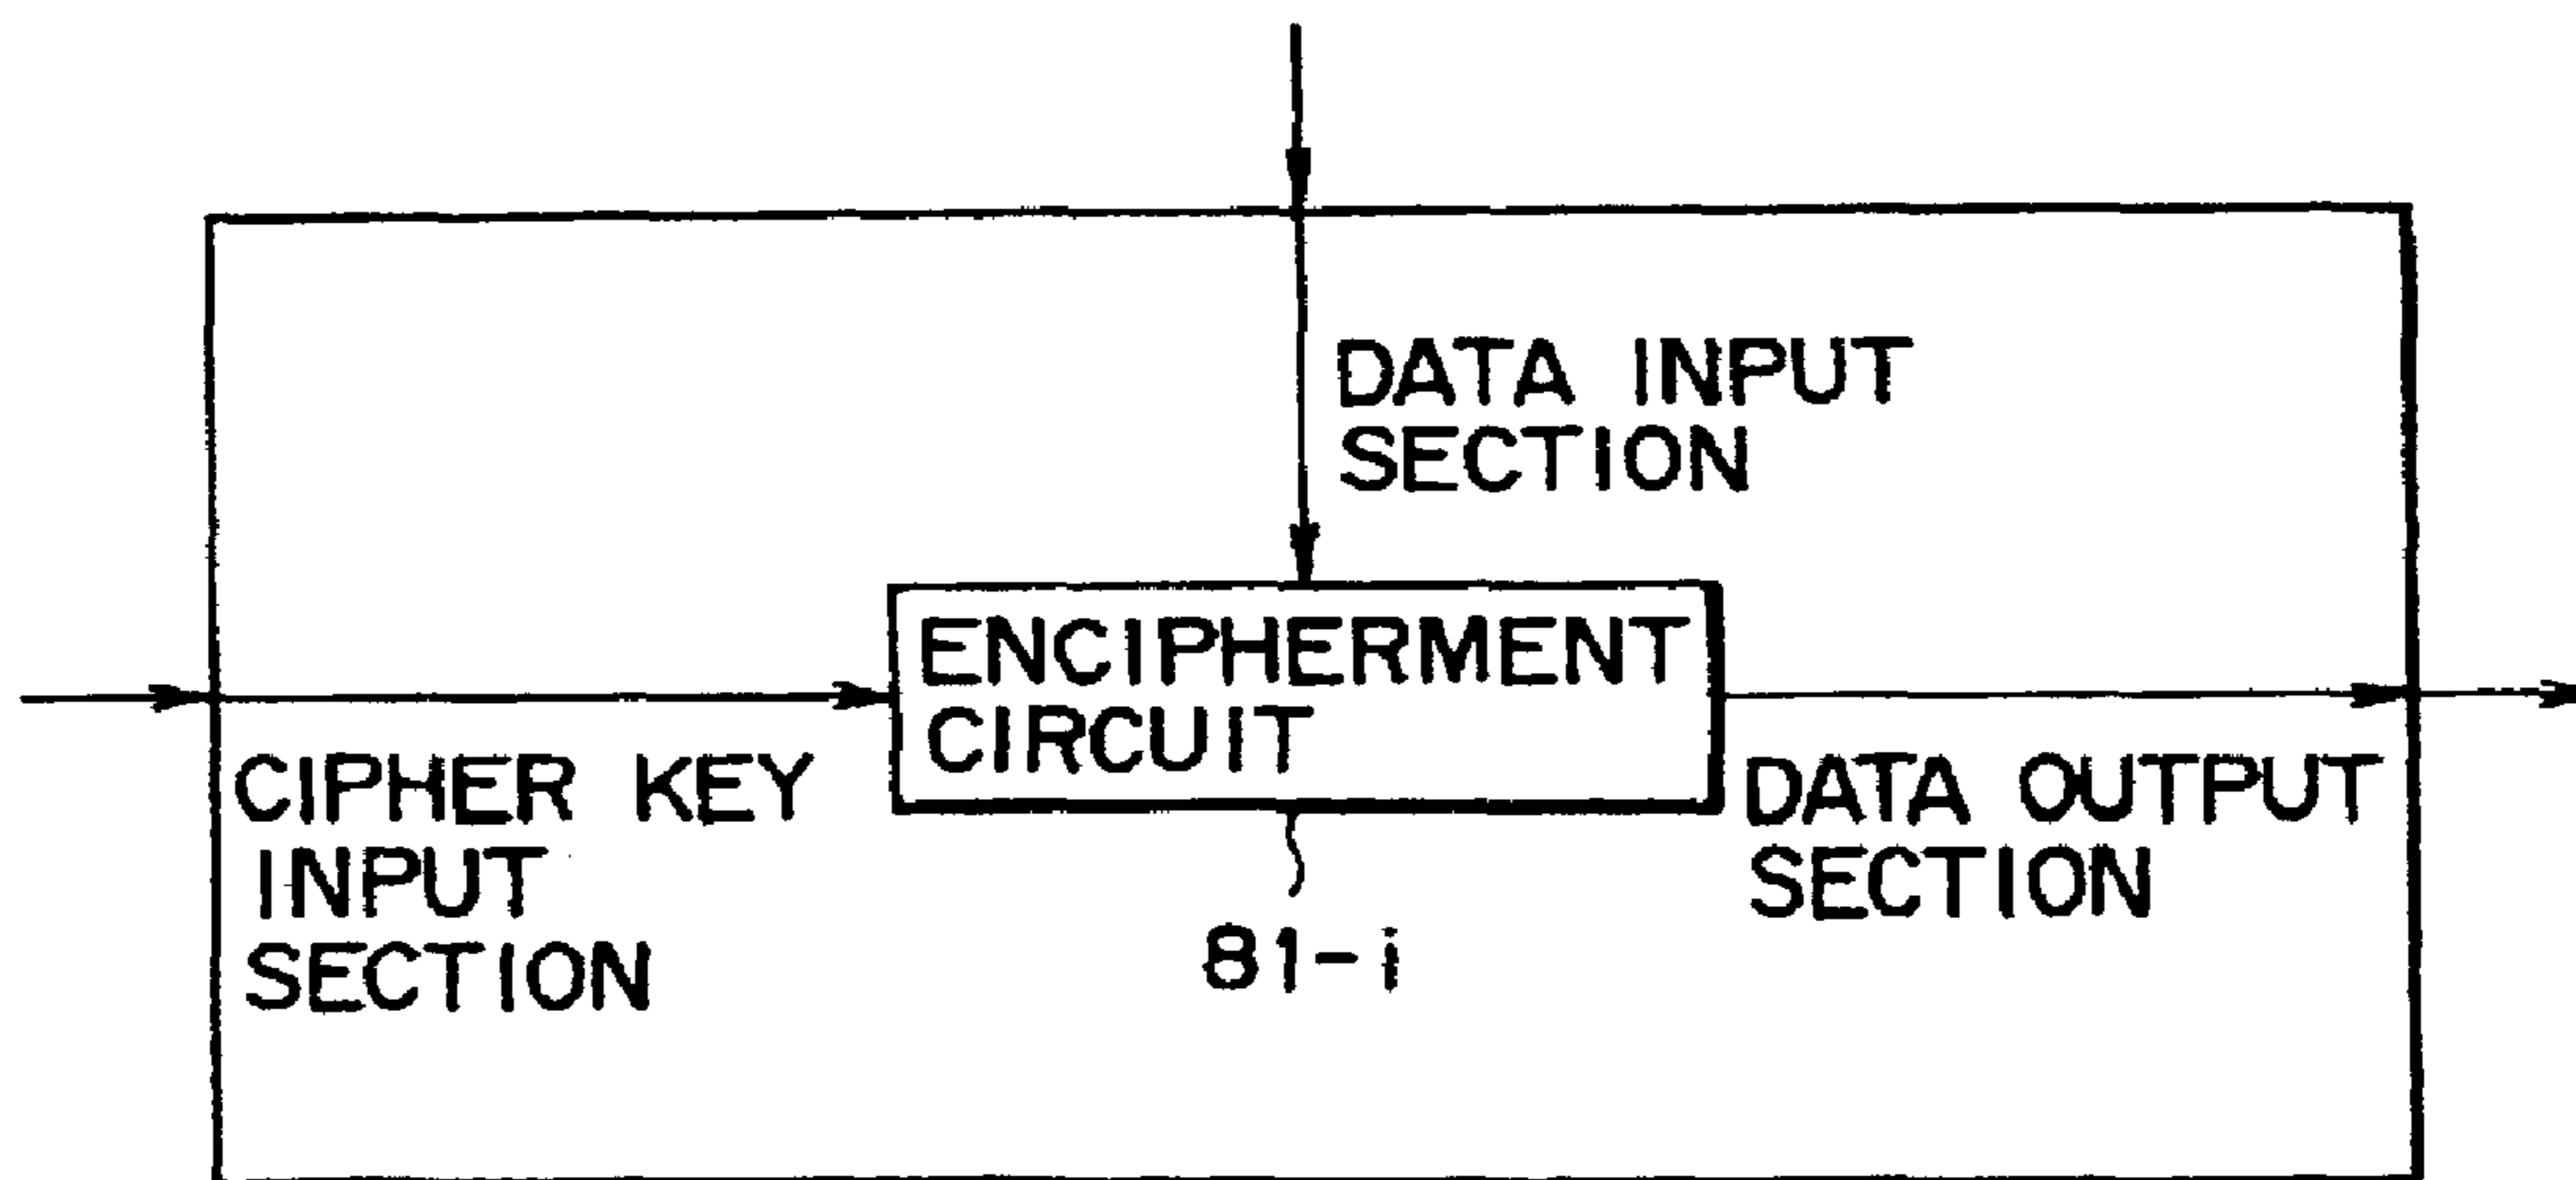 DATA INPUT
SECTION
ENCIPHERMENT
CIRCUIT
CIPHER KEY
INPUT
SECTION
DATA OUTPUT
SECTION
81-i